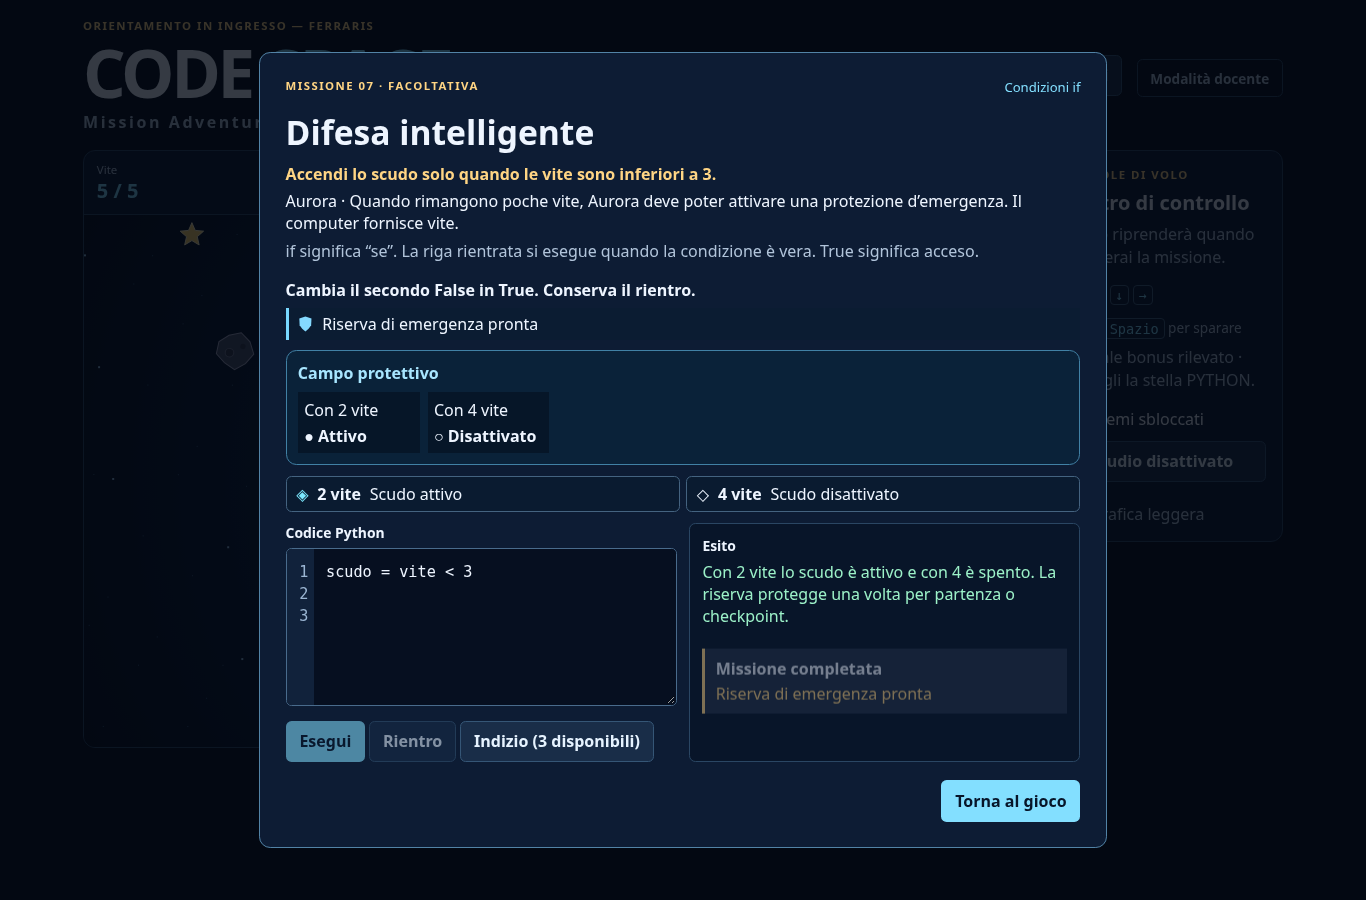 ORIENTAMENTO IN INGRESSO — FERRARIS
CODE
Modalità docente
Mission Adventur
Vite
5 / 5
MISSIONE 07 · FACOLTATIVA
Condizioni if
Difesa intelligente
Accendi lo scudo solo quando le vite sono inferiori a 3.
Aurora · Quando rimangono poche vite, Aurora deve poter attivare una protezione d’emergenza. Il
computer fornisce vite.
if significa “se”. La riga rientrata si esegue quando la condizione è vera. True significa acceso.
Cambia il secondo False in True. Conserva il rientro.
Riserva di emergenza pronta
Campo protettivo
Con 2 vite
● Attivo
Con 4 vite
○ Disattivato
◈ 2 vite Scudo attivo
◇ 4 vite Scudo disattivato
Codice Python
1 scudo = vite < 3
2
3
Esegui
Rientro
Indizio (3 disponibili)
Esito
Con 2 vite lo scudo è attivo e con 4 è spento. La
riserva protegge una volta per partenza o
checkpoint.
Missione completata
Riserva di emergenza pronta
Torna al gioco
OLE DI VOLO
tro di controllo
riprenderà quando
erai la missione.
↓ →
Spazio per sparare
le bonus rilevato ·
gli la stella PYTHON.
emi sbloccati
udio disattivato
afica leggera